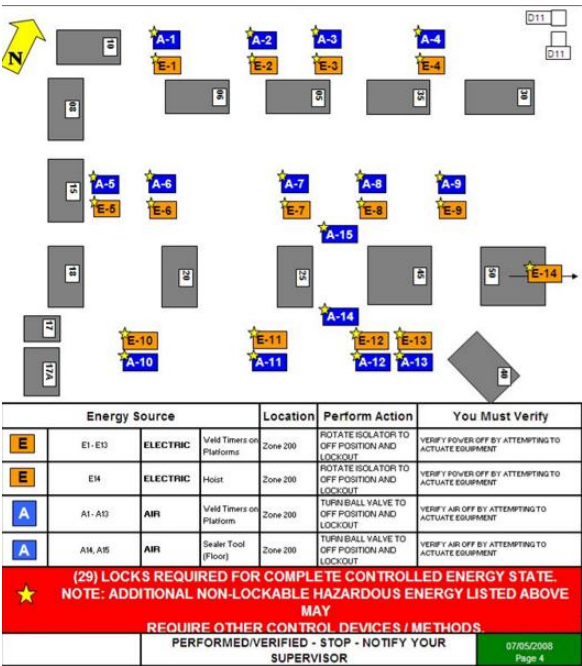 D11
10
A-1
A-2
A-3
A-4
N
E-1
E-2
E-3
E-4
D11
08
06
05
35
30
15
A-5
A-6
A-7
A-8
A-9
E-5
E-6
E-7
E-8
E-9
A-15
18
20
25
45
50
E-14
A-14
17
E-10
E-11
E-12
E-13
17A
A-10
A-11
A-12
A-13
40
Energy Source
Location
Perform Action
You Must Verify
E
E1 - E13
ELECTRIC
Weld Timers on
Platforms
Zone 200
ROTATE ISOLATOR TO
OFF POSITION AND
LOCKOUT
VERIFY POWER OFF BY ATTEMPTING TO
ACTUATE EQUIPMENT
E
E14
ELECTRIC
Hoist
Zone 200
ROTATE ISOLATOR TO
OFF POSITION AND
LOCKOUT
VERIFY POWER OFF BY ATTEMPTING TO
ACTUATE EQUIPMENT
A
A1 - A13
AIR
Weld Timers on
Platform
Zone 200
TURN BALL VALVE TO
OFF POSITION AND
LOCKOUT
VERIFY AIR OFF BY ATTEMPTING TO
ACTUATE EQUIPMENT
A
A14, A15
AIR
Sealer Tool
(Floor)
Zone 200
TURN BALL VALVE TO
OFF POSITION AND
LOCKOUT
VERIFY AIR OFF BY ATTEMPTING TO
ACTUATE EQUIPMENT
(29) LOCKS REQUIRED FOR COMPLETE CONTROLLED ENERGY STATE.
NOTE: ADDITIONAL NON-LOCKABLE HAZARDOUS ENERGY LISTED ABOVE
MAY
REQUIRE OTHER CONTROL DEVICES / METHODS.
PERFORMED/VERIFIED - STOP - NOTIFY YOUR
SUPERVISOR
07/05/2008
Page 4